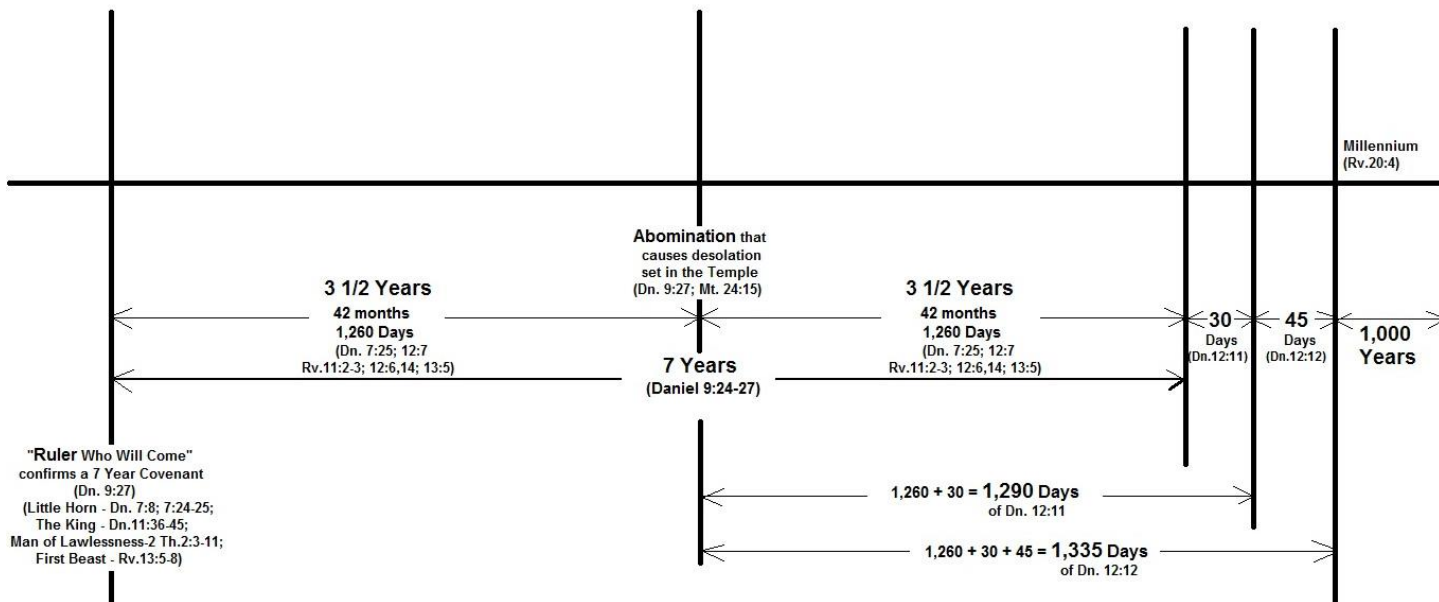 Millennium
(Rv.20:4)
Abomination that
causes desolation
set in the Temple
(Dn. 9:27; Mt. 24:15)
3 1/2 Years
42 months
1,260 Days
(Dn. 7:25; 12:7
Rv.11:2-3; 12:6,14; 13:5)
3 1/2 Years
42 months
1,260 Days
(Dn. 7:25; 12:7
Rv.11:2-3; 12:6,14; 13:5)
30
Days
(Dn.12:11)
45
Days
(Dn.12:12)
1,000
Years
7 Years
(Daniel 9:24-27)
"Ruler Who Will Come"
confirms a 7 Year Covenant
(Dn. 9:27)
(Little Horn - Dn. 7:8; 7:24-25;
The King - Dn.11:36-45;
Man of Lawlessness-2 Th.2:3-11;
First Beast - Rv.13:5-8)
1,260 + 30 = 1,290 Days
of Dn. 12:11
1,260 + 30 + 45 = 1,335 Days
of Dn. 12:12